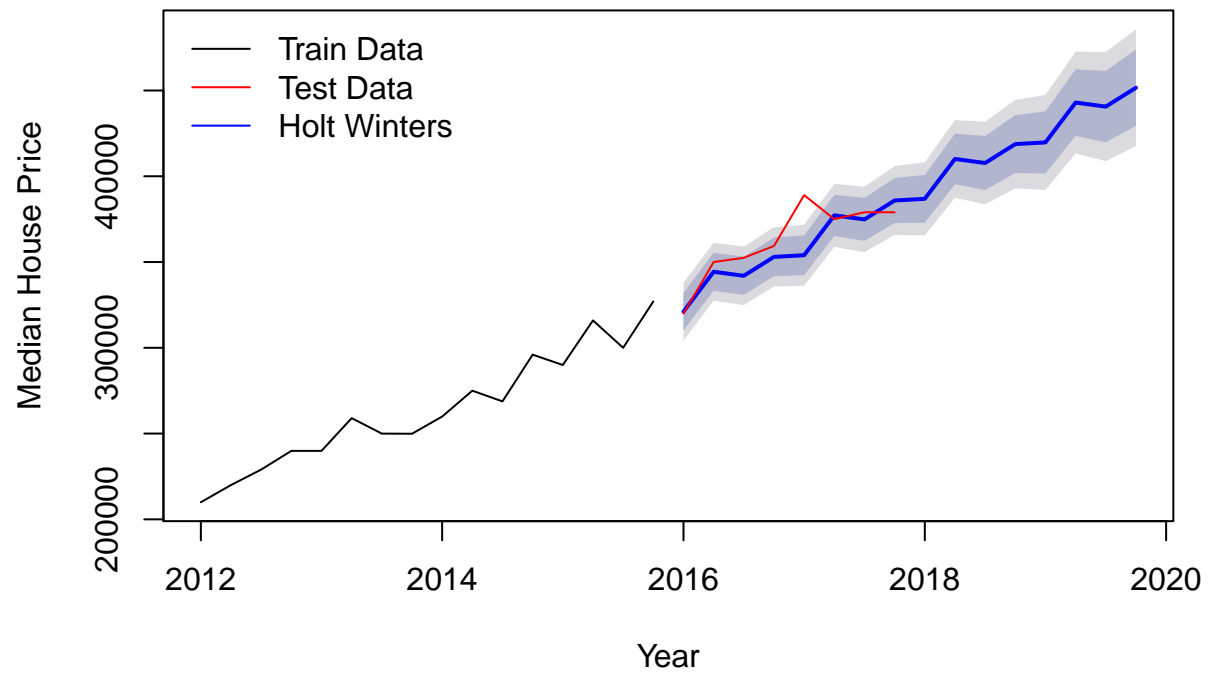 Train Data
Test Data
Holt Winters
Median House Price
400000
300000
200000
2012 2014 2016 2018 2020
Year